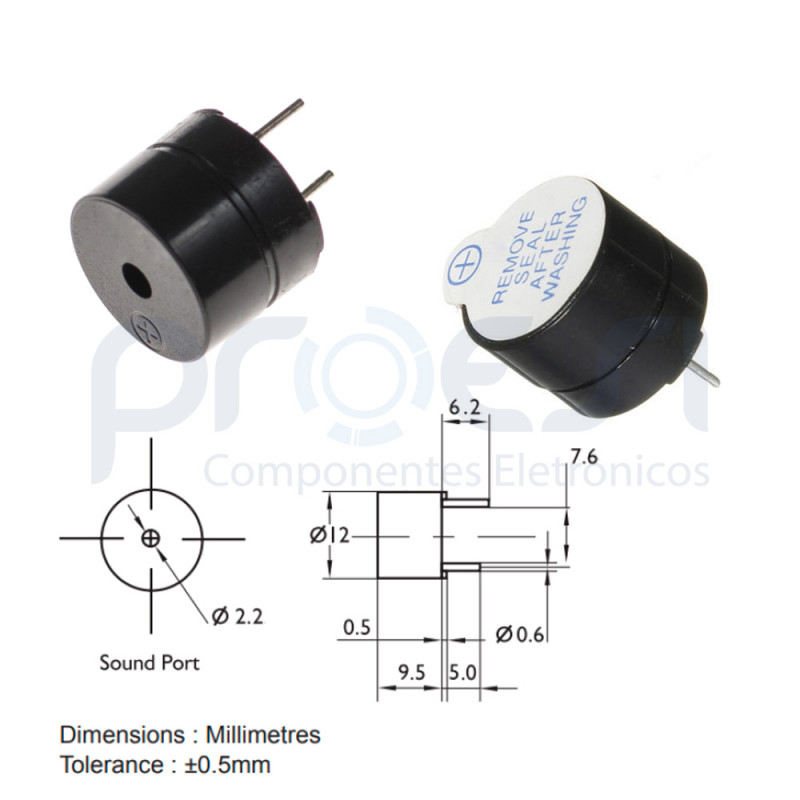 REMOVE
SEAL
AFTER
WASHING
PROESI
Componentes Eletrônicos
6.2
7.6
Ø12
Ø 2.2
0.5
Ø0.6
Sound Port
9.5
5.0
Dimensions : Millimetres
Tolerance : ±0.5mm